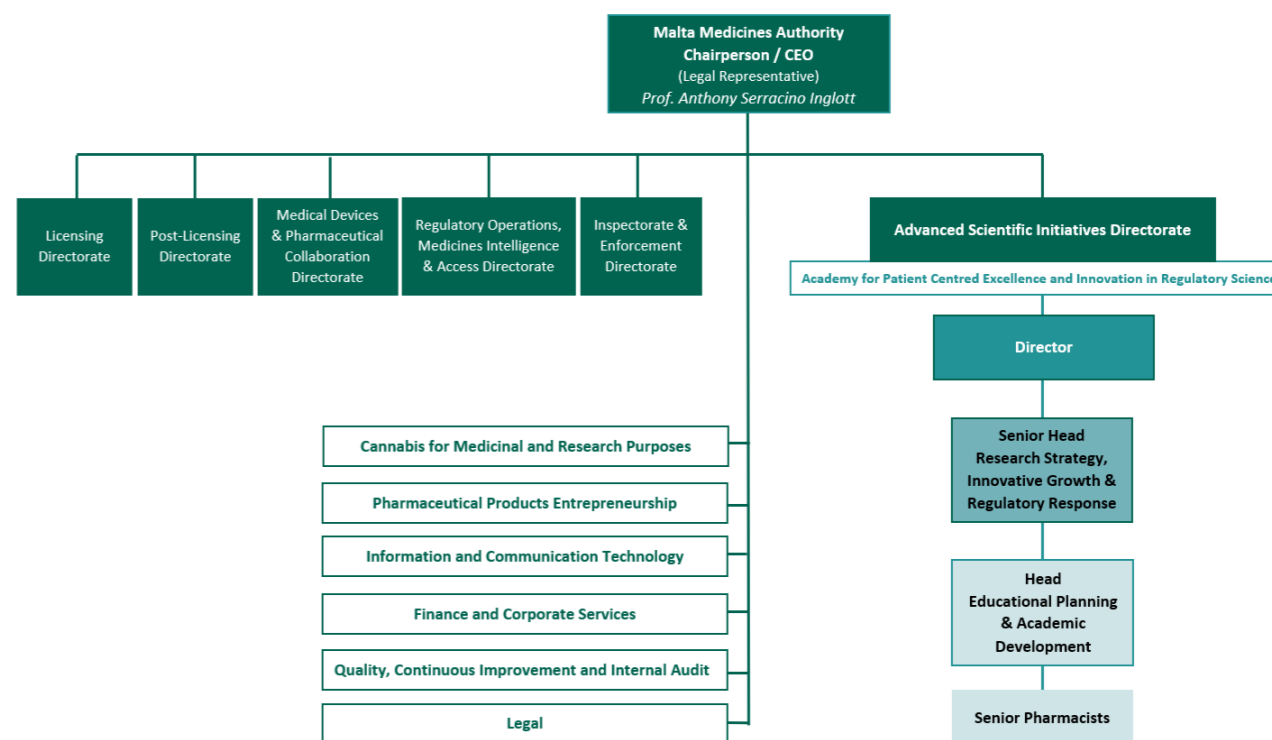 Malta Medicines Authority
Chairperson / CEO
(Legal Representative)
Prof. Anthony Serracino Inglott
Licensing
Directorate
Post-Licensing
Directorate
Medical Devices
& Pharmaceutical
Collaboration
Directorate
Regulatory Operations,
Medicines Intelligence
& Access Directorate
Inspectorate &
Enforcement
Directorate
Advanced Scientific Initiatives Directorate
Academy for Patient Centred Excellence and Innovation in Regulatory Science
Director
Senior Head
Research Strategy,
Innovative Growth &
Regulatory Response
Head
Educational Planning
& Academic
Development
Senior Pharmacists
Cannabis for Medicinal and Research Purposes
Pharmaceutical Products Entrepreneurship
Information and Communication Technology
Finance and Corporate Services
Quality, Continuous Improvement and Internal Audit
Legal